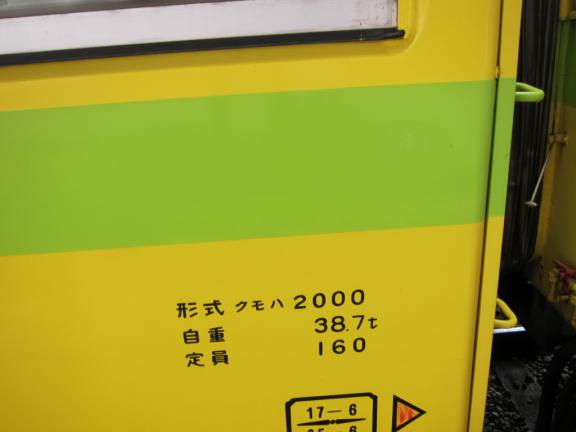 形式 クモハ 2000
自重 38.7t
定員 160
17-6